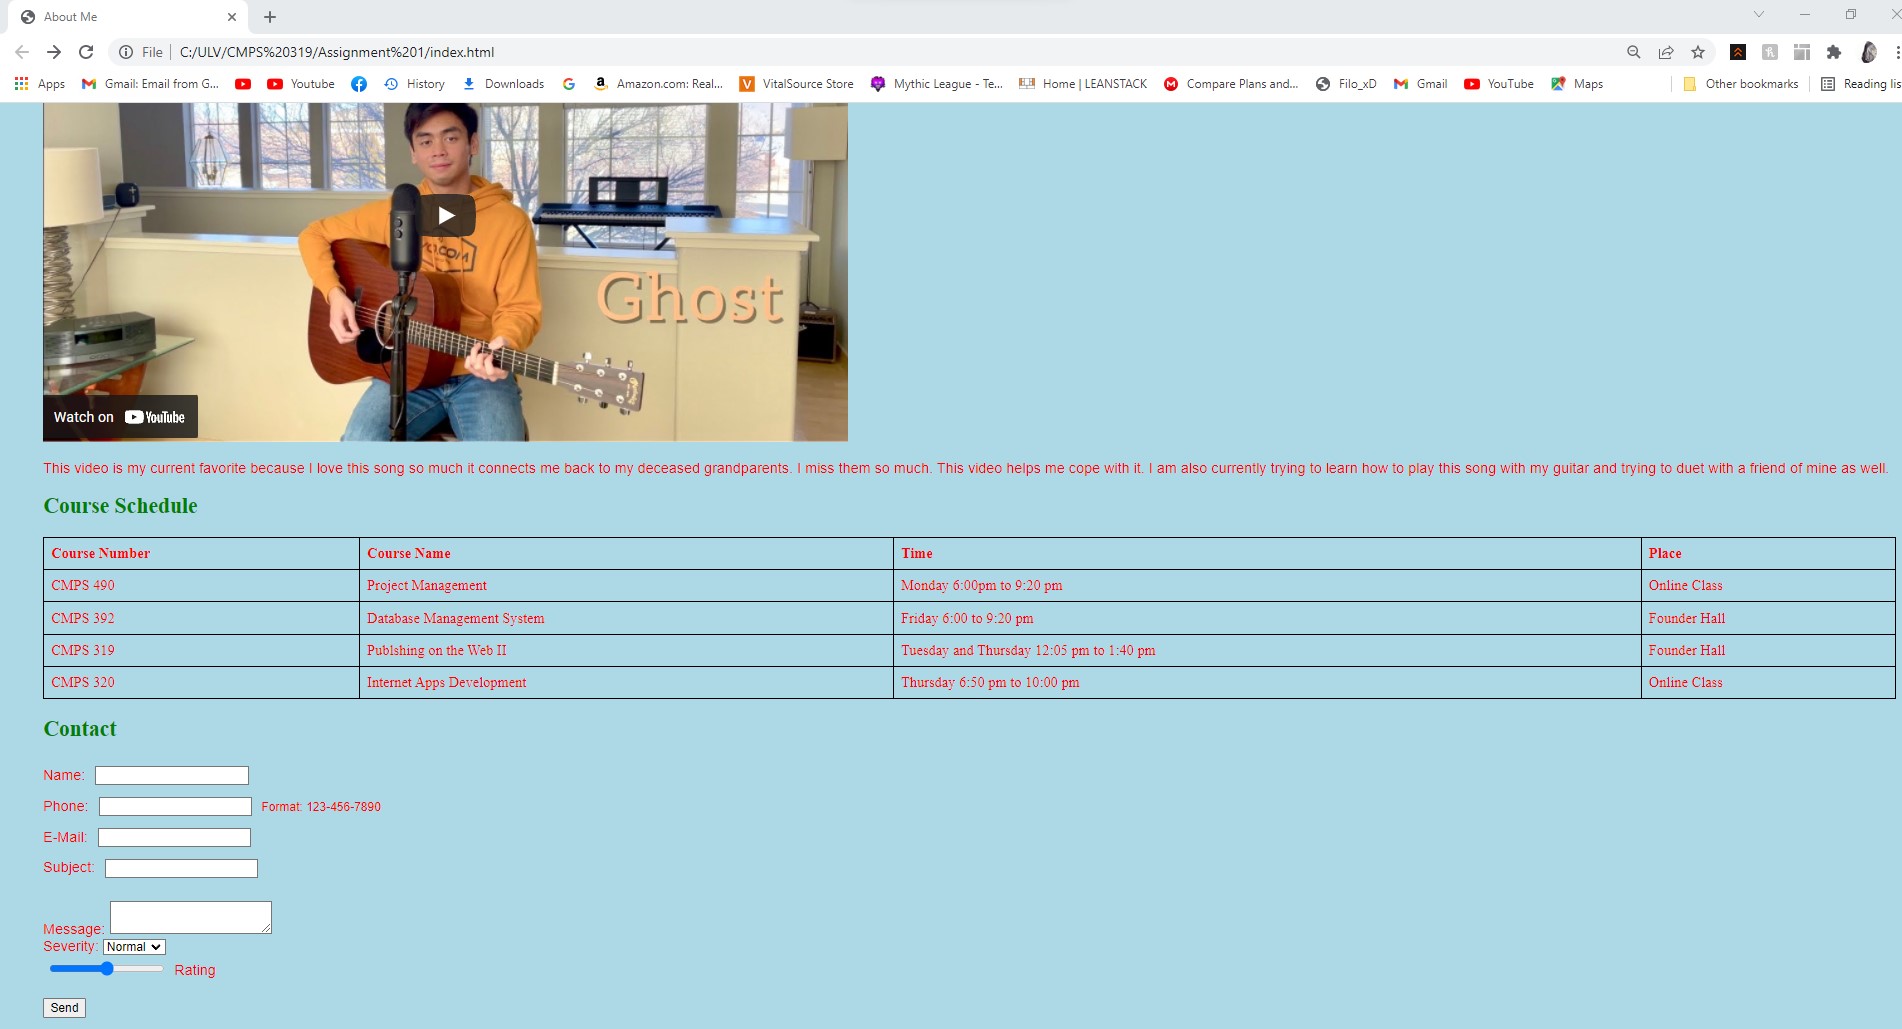 About Me
File C:/ULV/CMPS%20319/Assignment%201/index.html
Apps Gmail: Email from G... Youtube History Downloads Amazon.com: Real... VitalSource Store Mythic League - Te... Home | LEANSTACK Compare Plans and... Filo_xD Gmail YouTube Maps Other bookmarks Reading lis
Ghost
Watch on YouTube
This video is my current favorite because I love this song so much it connects me back to my deceased grandparents. I miss them so much. This video helps me cope with it. I am also currently trying to learn how to play this song with my guitar and trying to duet with a friend of mine as well.
Course Schedule
Course Number Course Name Time Place
CMPS 490 Project Management Monday 6:00pm to 9:20 pm Online Class
CMPS 392 Database Management System Friday 6:00 to 9:20 pm Founder Hall
CMPS 319 Publshing on the Web II Tuesday and Thursday 12:05 pm to 1:40 pm Founder Hall
CMPS 320 Internet Apps Development Thursday 6:50 pm to 10:00 pm Online Class
Contact
Name:
Phone: Format: 123-456-7890
E-Mail:
Subject:
Message:
Severity: Normal
Rating
Send